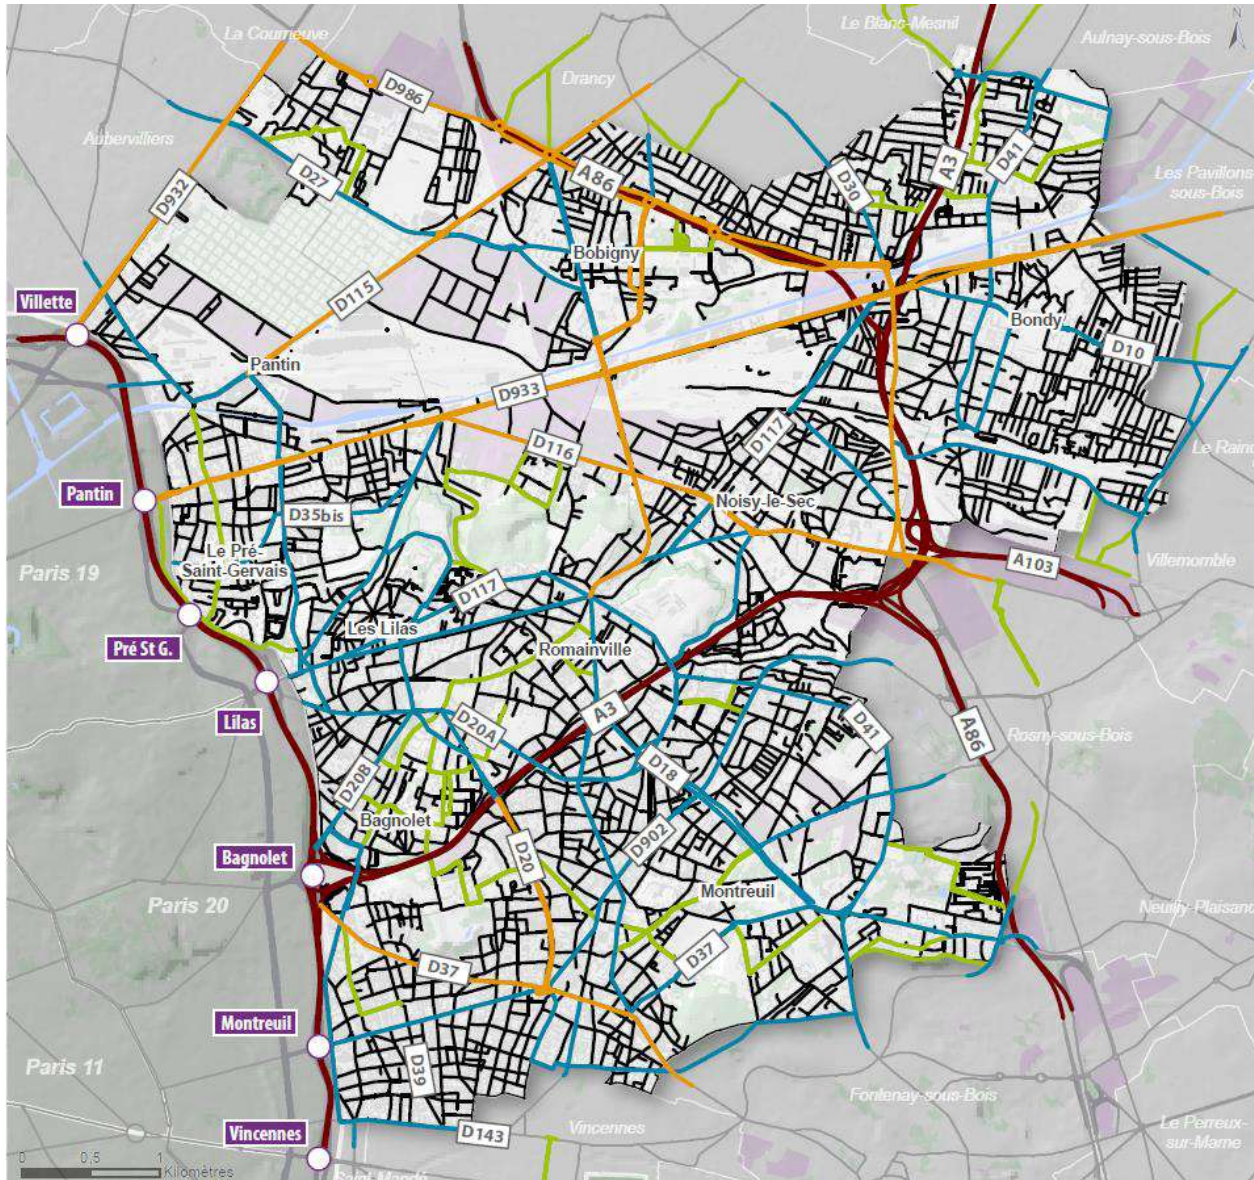 Le Blanc-Mesnil
N
La Courneuve
Aulnay-sous-Bois
Drancy
D986
Aubervilliers
D41
A3
Les Pavillons-
sous-Bois
D27
A86
D30
D932
Bobigny
D115
Villette
Bondy
Pantin
D10
D933
D117
D116
Le Rainc
Pantin
Noisy-le-Sec
D35bis
Le Pré-
Saint-Gervais
Villemomble
A103
Paris 19
D117
Les Lilas
Pré St G.
Romainville
Lilas
A3
D20A
D41
A86
Rosny-sous-Bois
D20B
D18
Bagnolet
D902
Bagnolet
D20
Montreuil
Paris 20
Neuilly-Plaisanc
D37
D37
Montreuil
Paris 11
D39
Fontenay-sous-Bois
Vincennes
D143
Vincennes
Le Perreux-
sur-Marne
0 0,5 1
Kilomètres
Saint-Mandé